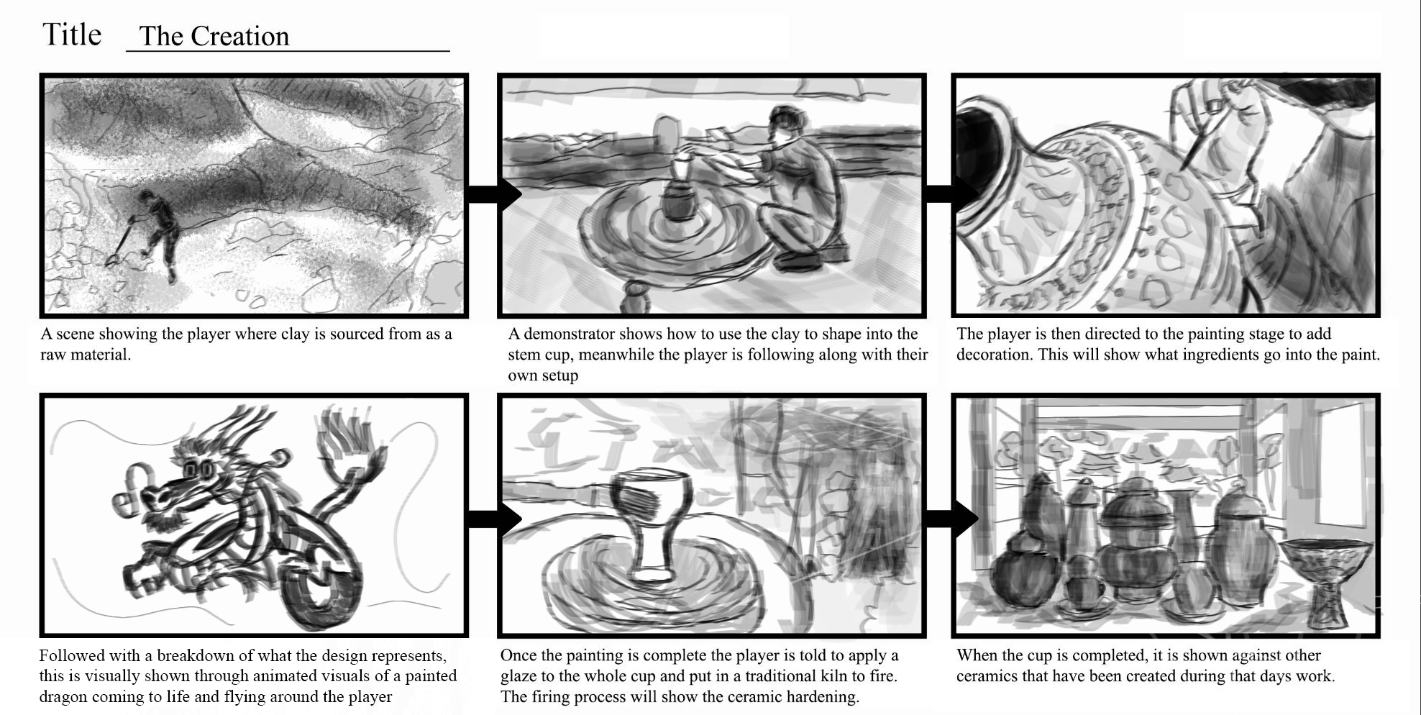 Title The Creation
A scene showing the player where clay is sourced from as a
raw material.
A demonstrator shows how to use the clay to shape into the
stem cup, meanwhile the player is following along with their
own setup
The player is then directed to the painting stage to add
decoration. This will show what ingredients go into the paint.
Followed with a breakdown of what the design represents,
this is visually shown through animated visuals of a painted
dragon coming to life and flying around the player
Once the painting is complete the player is told to apply a
glaze to the whole cup and put in a traditional kiln to fire.
The firing process will show the ceramic hardening.
When the cup is completed, it is shown against other
ceramics that have been created during that days work.